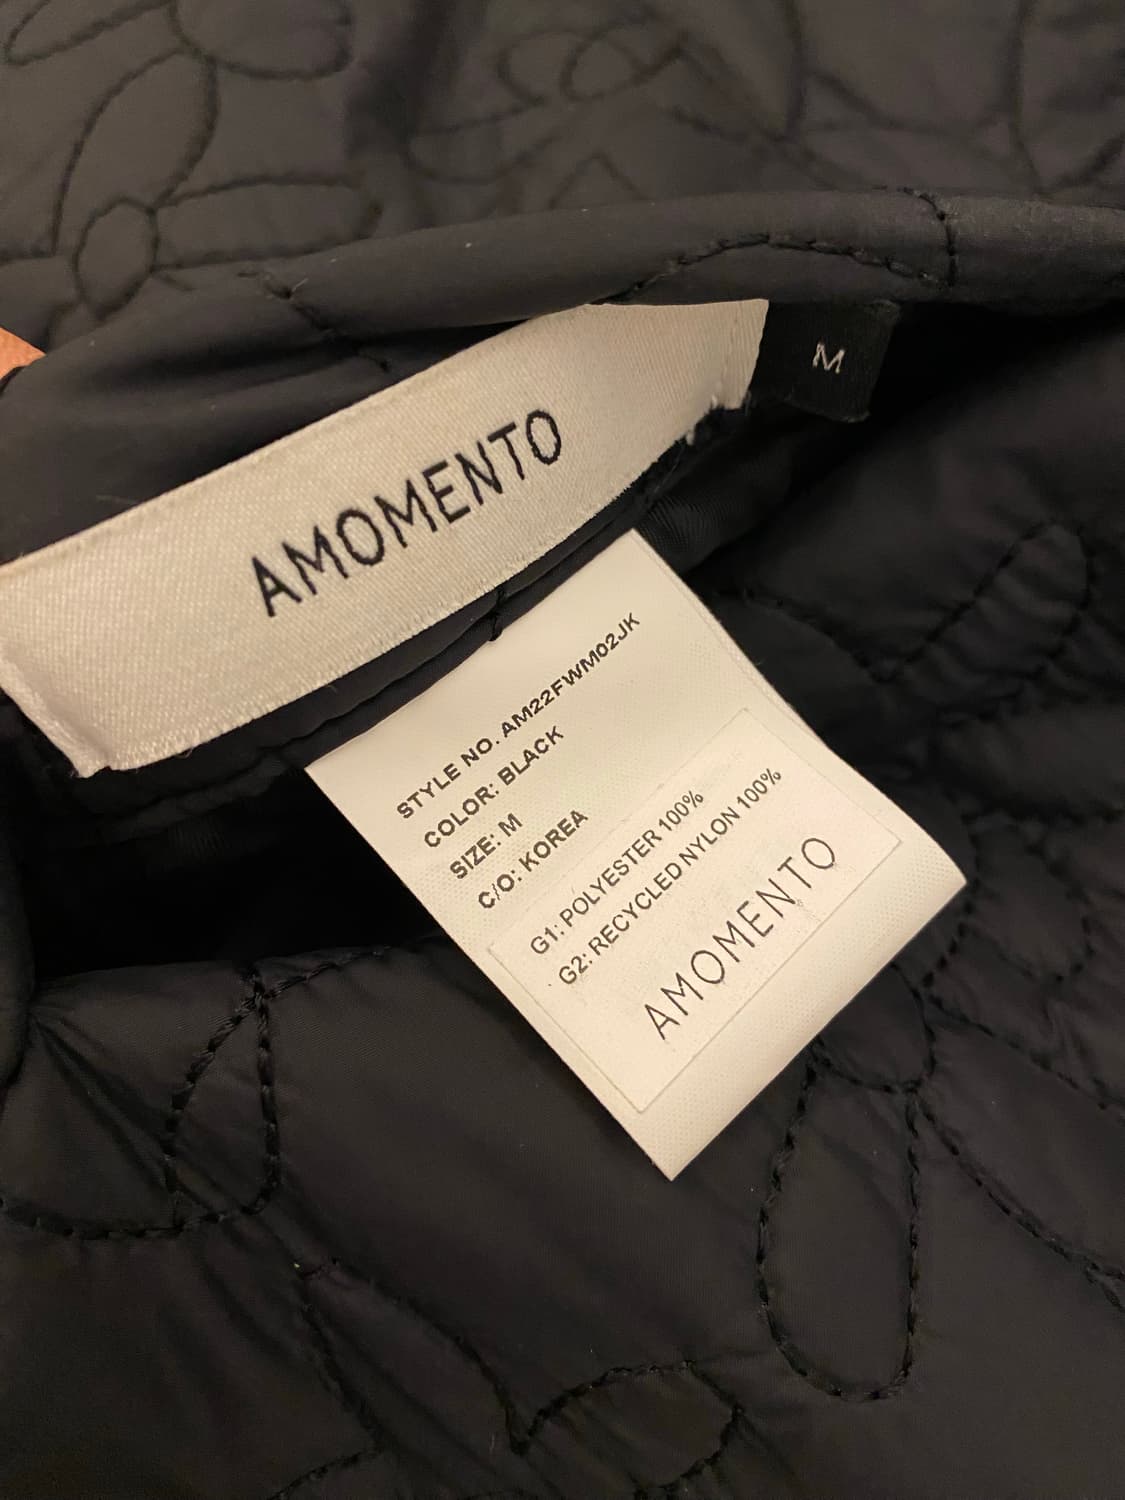 AMOMENTO
M
STYLE NO. AM22FWM02JK
COLOR: BLACK
SIZE: M
C/O: KOREA
G1: POLYESTER 100%
G2: RECYCLED NYLON 100%
AMOMENTO